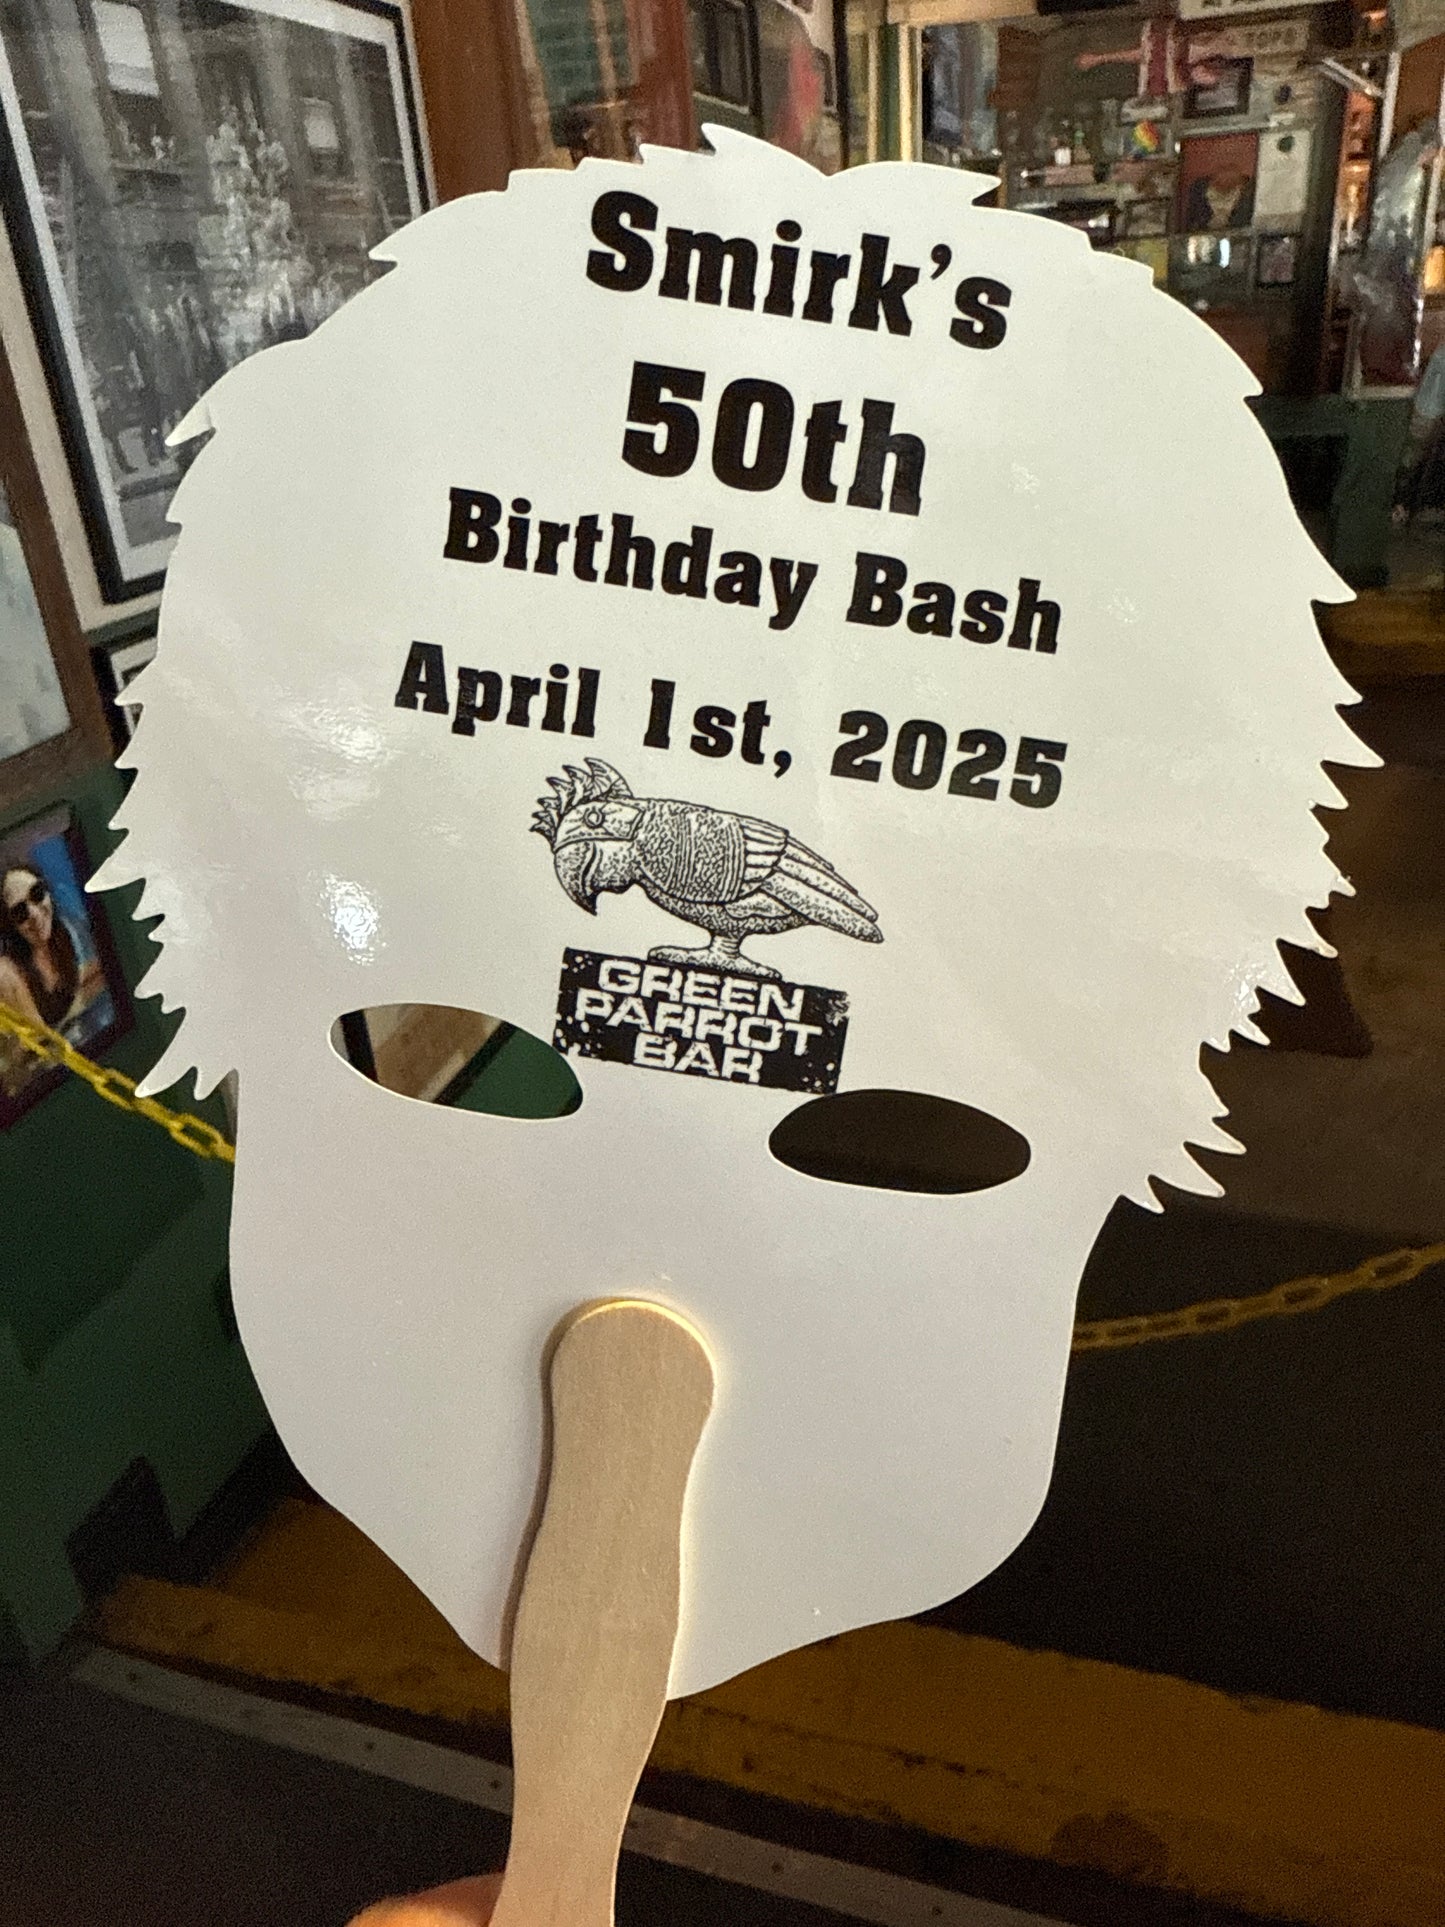 Smirk's
50th
Birthday Bash
April 1st, 2025
GREEN
PARROT
BAR